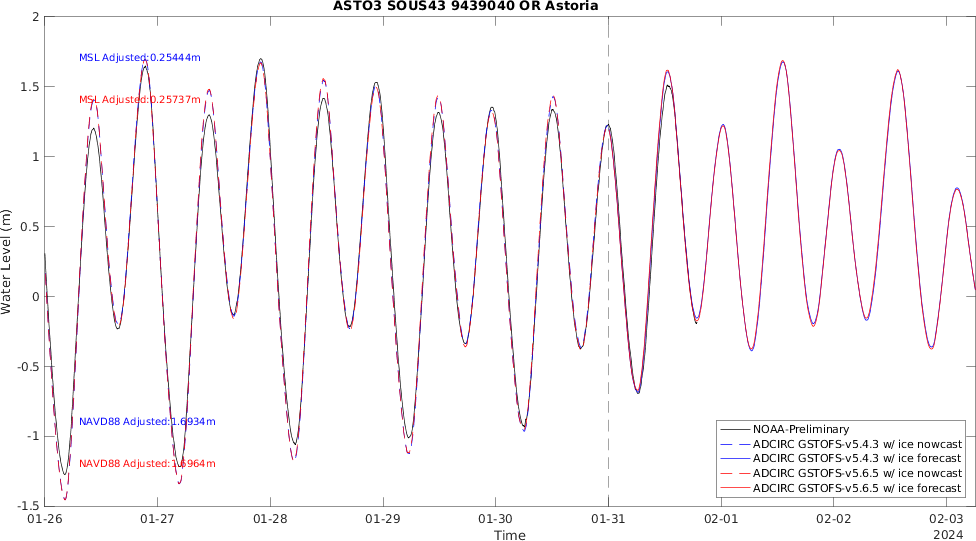 ASTO3 SOUS43 9439040 OR Astoria
2
1.5
1
0.5
0
-0.5
-1
-1.5
Water Level (m)
MSL Adjusted:0.25444m
MSL Adjusted:0.25737m
NAVD88 Adjusted:1.6934m
NAVD88 Adjusted:1.6964m
NOAA-Preliminary
ADCIRC GSTOFS-v5.4.3 w/ ice nowcast
ADCIRC GSTOFS-v5.4.3 w/ ice forecast
ADCIRC GSTOFS-v5.6.5 w/ ice nowcast
ADCIRC GSTOFS-v5.6.5 w/ ice forecast
01-26 01-27 01-28 01-29 01-30 01-31 02-01 02-02 02-03
Time
2024